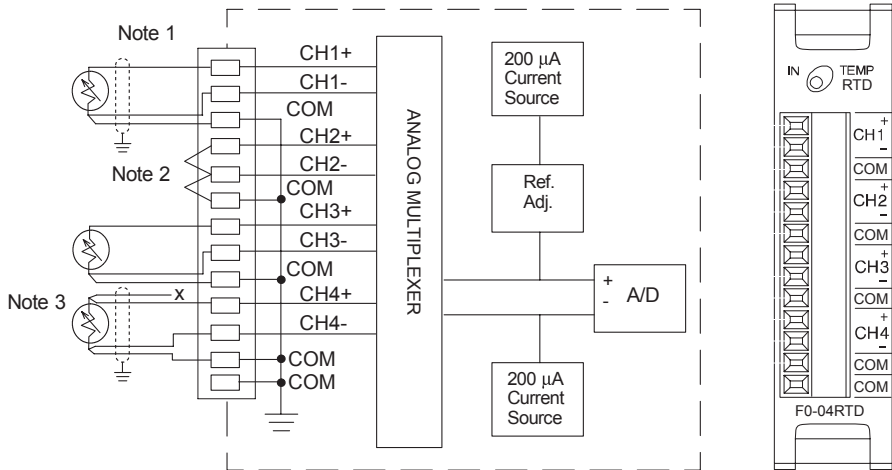 Note 1
Note 2
Note 3
CH1+
CH1-
COM
CH2+
CH2-
COM
CH3+
CH3-
COM
CH4+
CH4-
COM
COM
X
ANALOG MULTIPLEXER
200 µA
Current
Source
Ref.
Adj.
+
-
A/D
200 µA
Current
Source
IN
TEMP
RTD
CH1
+
-
COM
CH2
+
-
COM
CH3
+
-
COM
CH4
+
-
COM
COM
F0-04RTD